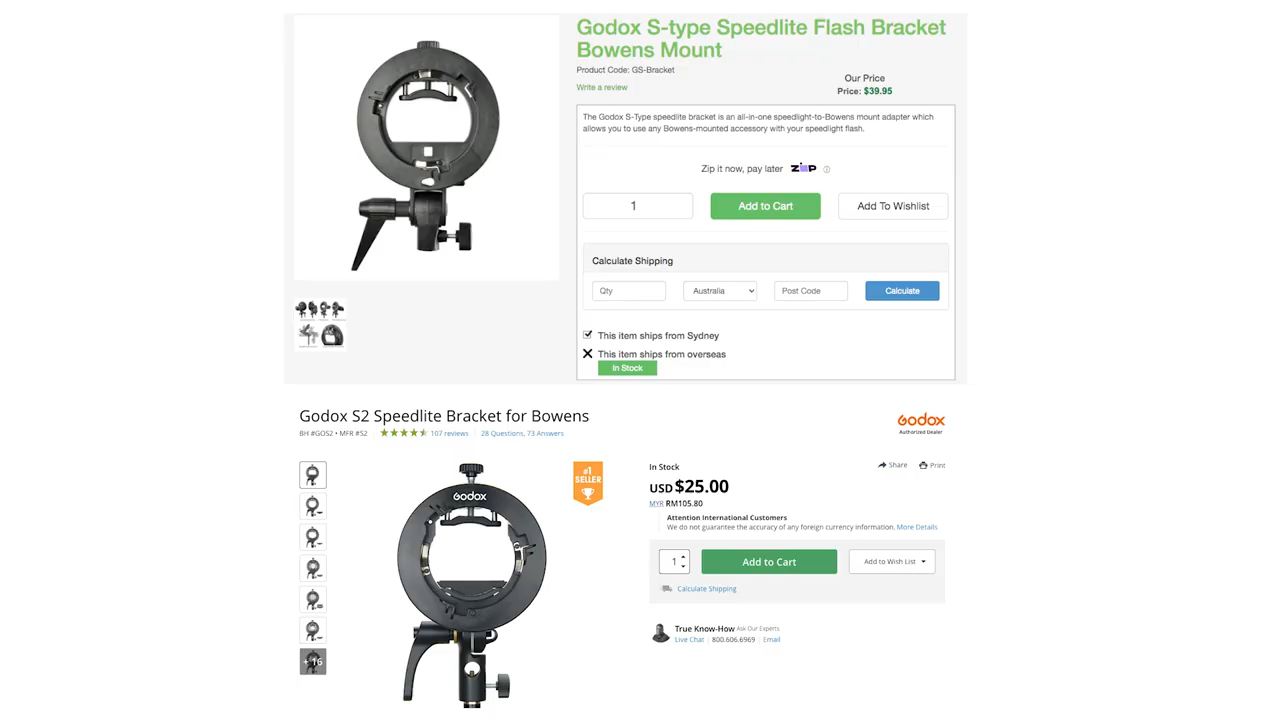 Godox S-type Speedlite Flash Bracket
Bowens Mount
Product Code: GS-Bracket
Write a review
Our Price
Price: $39.95
The Godox S-Type speedlite bracket is an all-in-one speedlight-to-Bowens mount adapter which
allows you to use any Bowens-mounted accessory with your speedlight flash.
Zip it now, pay later ZIP
1 Add to Cart Add To Wishlist
Calculate Shipping
Qty Australia Post Code Calculate
This item ships from Sydney
This item ships from overseas
In Stock
Godox S2 Speedlite Bracket for Bowens
BH #GOS2 • MFR #S2 107 reviews 28 Questions, 73 Answers
Godox
Authorized Dealer
In Stock Share Print
#1
SELLER
USD $25.00
MYR RM105.80
Godox
Attention International Customers
We do not guarantee the accuracy of any foreign currency information. More Details
1 Add to Cart Add to Wish List
Calculate Shipping
True Know-How Ask Our Experts
Live Chat 800.606.6969 Email
+ 16